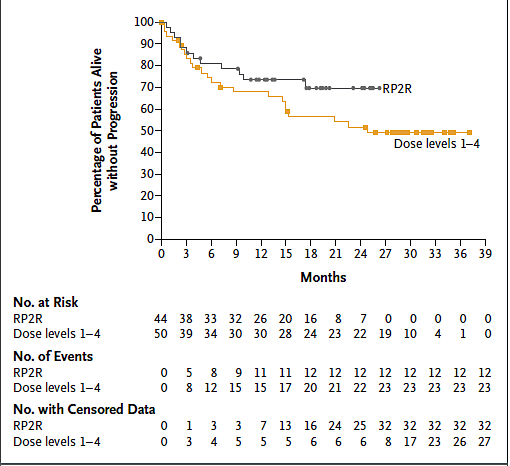 Percentage of Patients Alive
without Progression
100
90
80
70
60
50
40
30
20
10
0
RP2R
Dose levels 1–4
0 3 6 9 12 15 18 21 24 27 30 33 36 39
Months
No. at Risk
RP2R 44 38 33 32 26 20 16 8 7 0 0 0 0 0
Dose levels 1–4 50 39 34 30 30 28 24 23 22 19 10 4 1 0
No. of Events
RP2R 0 5 8 9 11 11 12 12 12 12 12 12 12 12
Dose levels 1–4 0 8 12 15 15 17 20 21 22 23 23 23 23 23
No. with Censored Data
RP2R 0 1 3 3 7 13 16 24 25 32 32 32 32 32
Dose levels 1–4 0 3 4 5 5 5 6 6 6 8 17 23 26 27